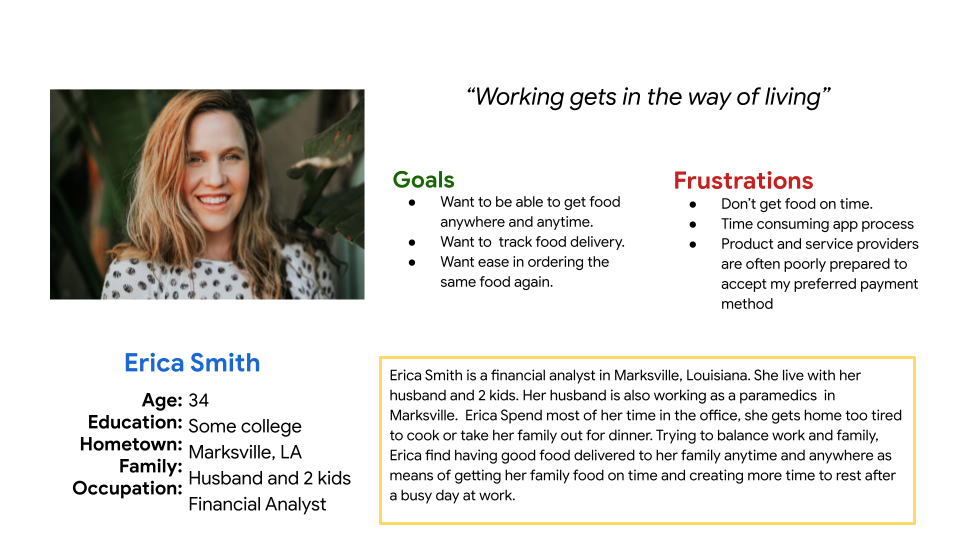 “Working gets in the way of living”
Goals
● Want to be able to get food
anywhere and anytime.
● Want to  track food delivery.
● Want ease in ordering the
same food again.
Frustrations
● Don’t get food on time.
● Time consuming app process
● Product and service providers
are often poorly prepared to
accept my preferred payment
method
Erica Smith
Age: 34
Education: Some college
Hometown: Marksville, LA
Family: Husband and 2 kids
Occupation: Financial Analyst
Erica Smith is a financial analyst in Marksville, Louisiana. She live with her
husband and 2 kids. Her husband is also working as a paramedics  in
Marksville.  Erica Spend most of her time in the office, she gets home too tired
to cook or take her family out for dinner. Trying to balance work and family,
Erica find having good food delivered to her family anytime and anywhere as
means of getting her family food on time and creating more time to rest after
a busy day at work.